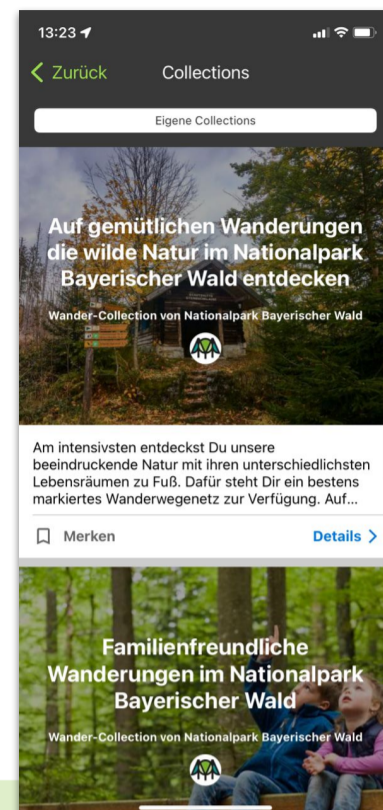 13:23
Zurück
Collections
Eigene Collections
Auf gemütlichen Wanderungen
die wilde Natur im Nationalpark
Bayerischer Wald entdecken
Wander-Collection von Nationalpark Bayerischer Wald
Am intensivsten entdeckst Du unsere
beeindruckende Natur mit ihren unterschiedlichsten
Lebensräumen zu Fuß. Dafür steht Dir ein bestens
markiertes Wanderwegenetz zur Verfügung. Auf...
Merken
Details
Familienfreundliche
Wanderungen im Nationalpark
Bayerischer Wald
Wander-Collection von Nationalpark Bayerischer Wald